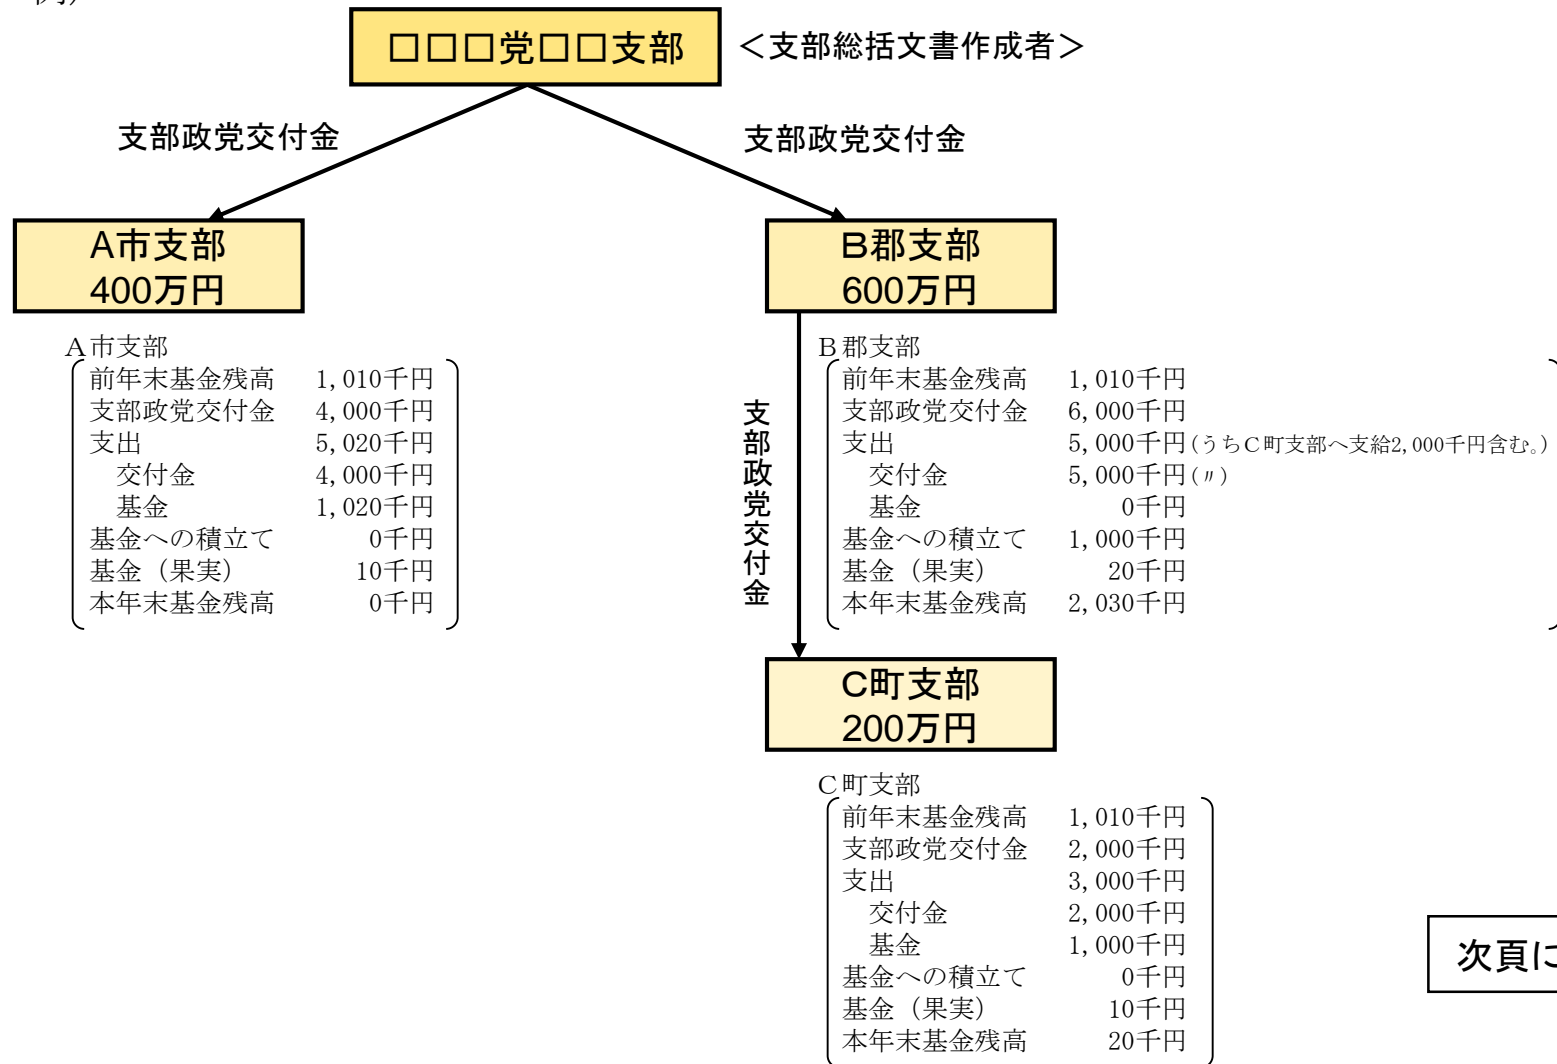 例）
□□□党□□支部
＜支部総括文書作成者＞
支部政党交付金
支部政党交付金
A市支部
400万円
B郡支部
600万円
A市支部
前年末基金残高 1,010千円
支部政党交付金 4,000千円
支出 5,020千円
交付金 4,000千円
基金 1,020千円
基金への積立て 0千円
基金（果実） 10千円
本年末基金残高 0千円
B郡支部
前年末基金残高 1,010千円
支部政党交付金 6,000千円
支出 5,000千円(うちC町支部へ支給2,000千円含む。)
交付金 5,000千円(〃)
基金 0千円
基金への積立て 1,000千円
基金（果実） 20千円
本年末基金残高 2,030千円
支部政党交付金
C町支部
200万円
C町支部
前年末基金残高 1,010千円
支部政党交付金 2,000千円
支出 3,000千円
交付金 2,000千円
基金 1,000千円
基金への積立て 0千円
基金（果実） 10千円
本年末基金残高 20千円
次頁に